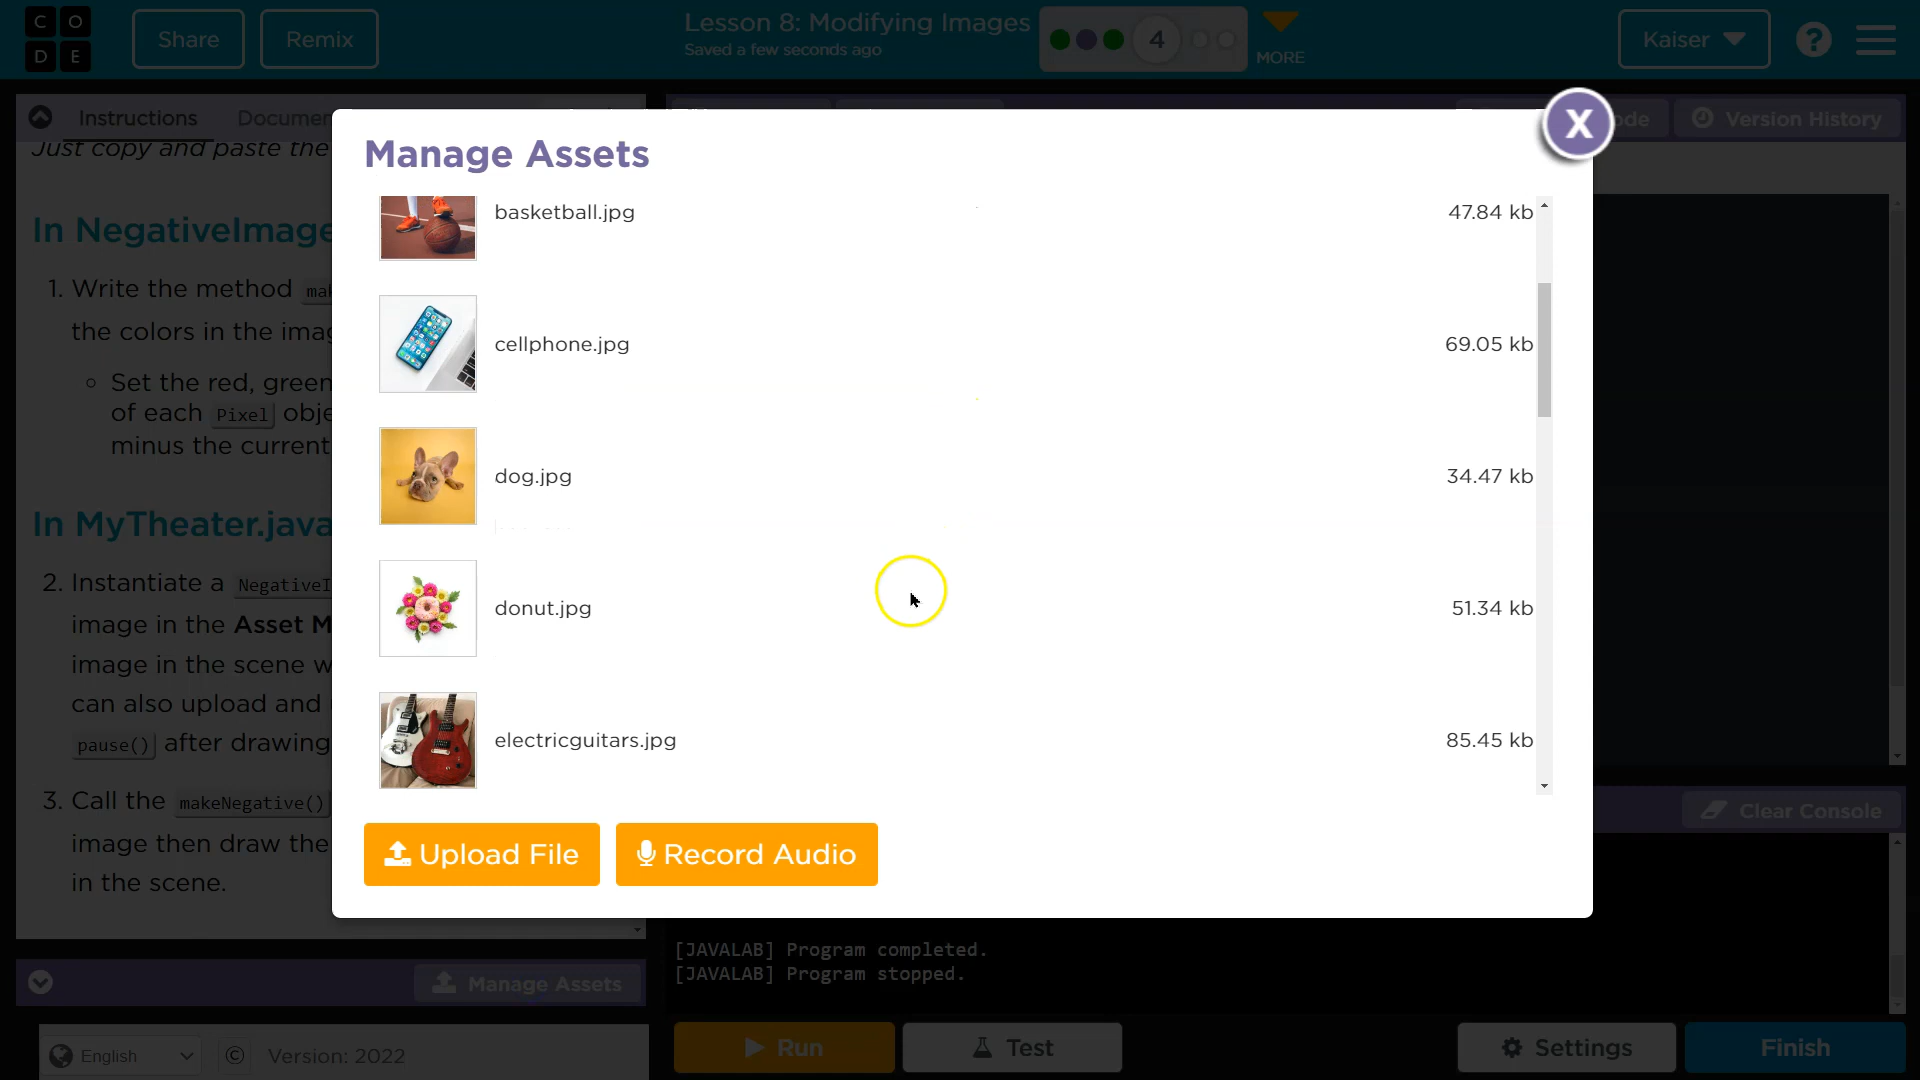 C O
D E
Share
Remix
Lesson 8: Modifying Images
Saved a few seconds ago
4
MORE
Kaiser
?
Instructions
Version History
Just copy and paste the
Manage Assets
X
basketball.jpg 47.84 kb
cellphone.jpg 69.05 kb
dog.jpg 34.47 kb
donut.jpg 51.34 kb
electricguitars.jpg 85.45 kb
Upload File
Record Audio
In NegativeImage
1. Write the method
the colors in the
Set the red, green
of each Pixel
minus the current
In MyTheater.java
2. Instantiate a
image in the Asset
image in the scene
can also upload and
pause() after drawing
3. Call the makeNegative()
image then draw the
in the scene.
Manage Assets
Clear Console
[JAVALAB] Program completed.
[JAVALAB] Program stopped.
English
© Version: 2022
Run
Test
Settings
Finish